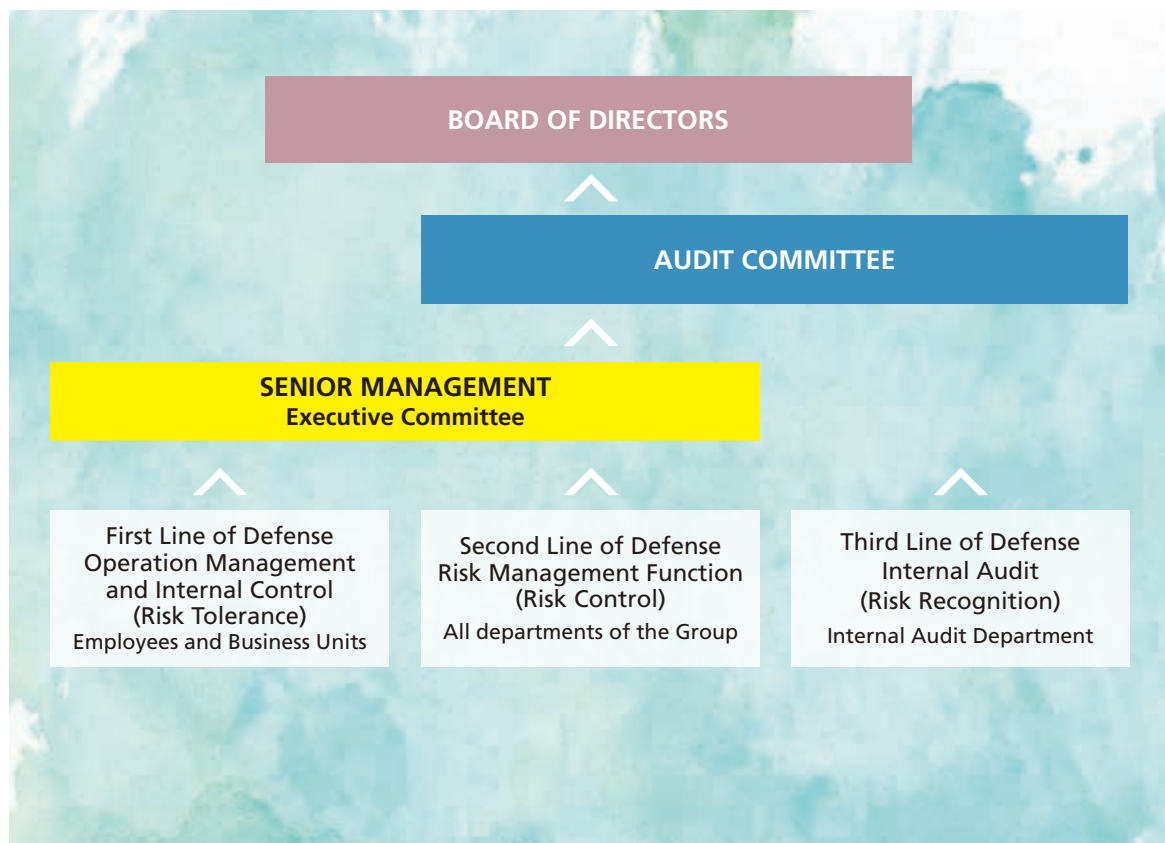 BOARD OF DIRECTORS
AUDIT COMMITTEE
SENIOR MANAGEMENT
Executive Committee
First Line of Defense
Operation Management
and Internal Control
(Risk Tolerance)
Employees and Business Units
Second Line of Defense
Risk Management Function
(Risk Control)
All departments of the Group
Third Line of Defense
Internal Audit
(Risk Recognition)
Internal Audit Department